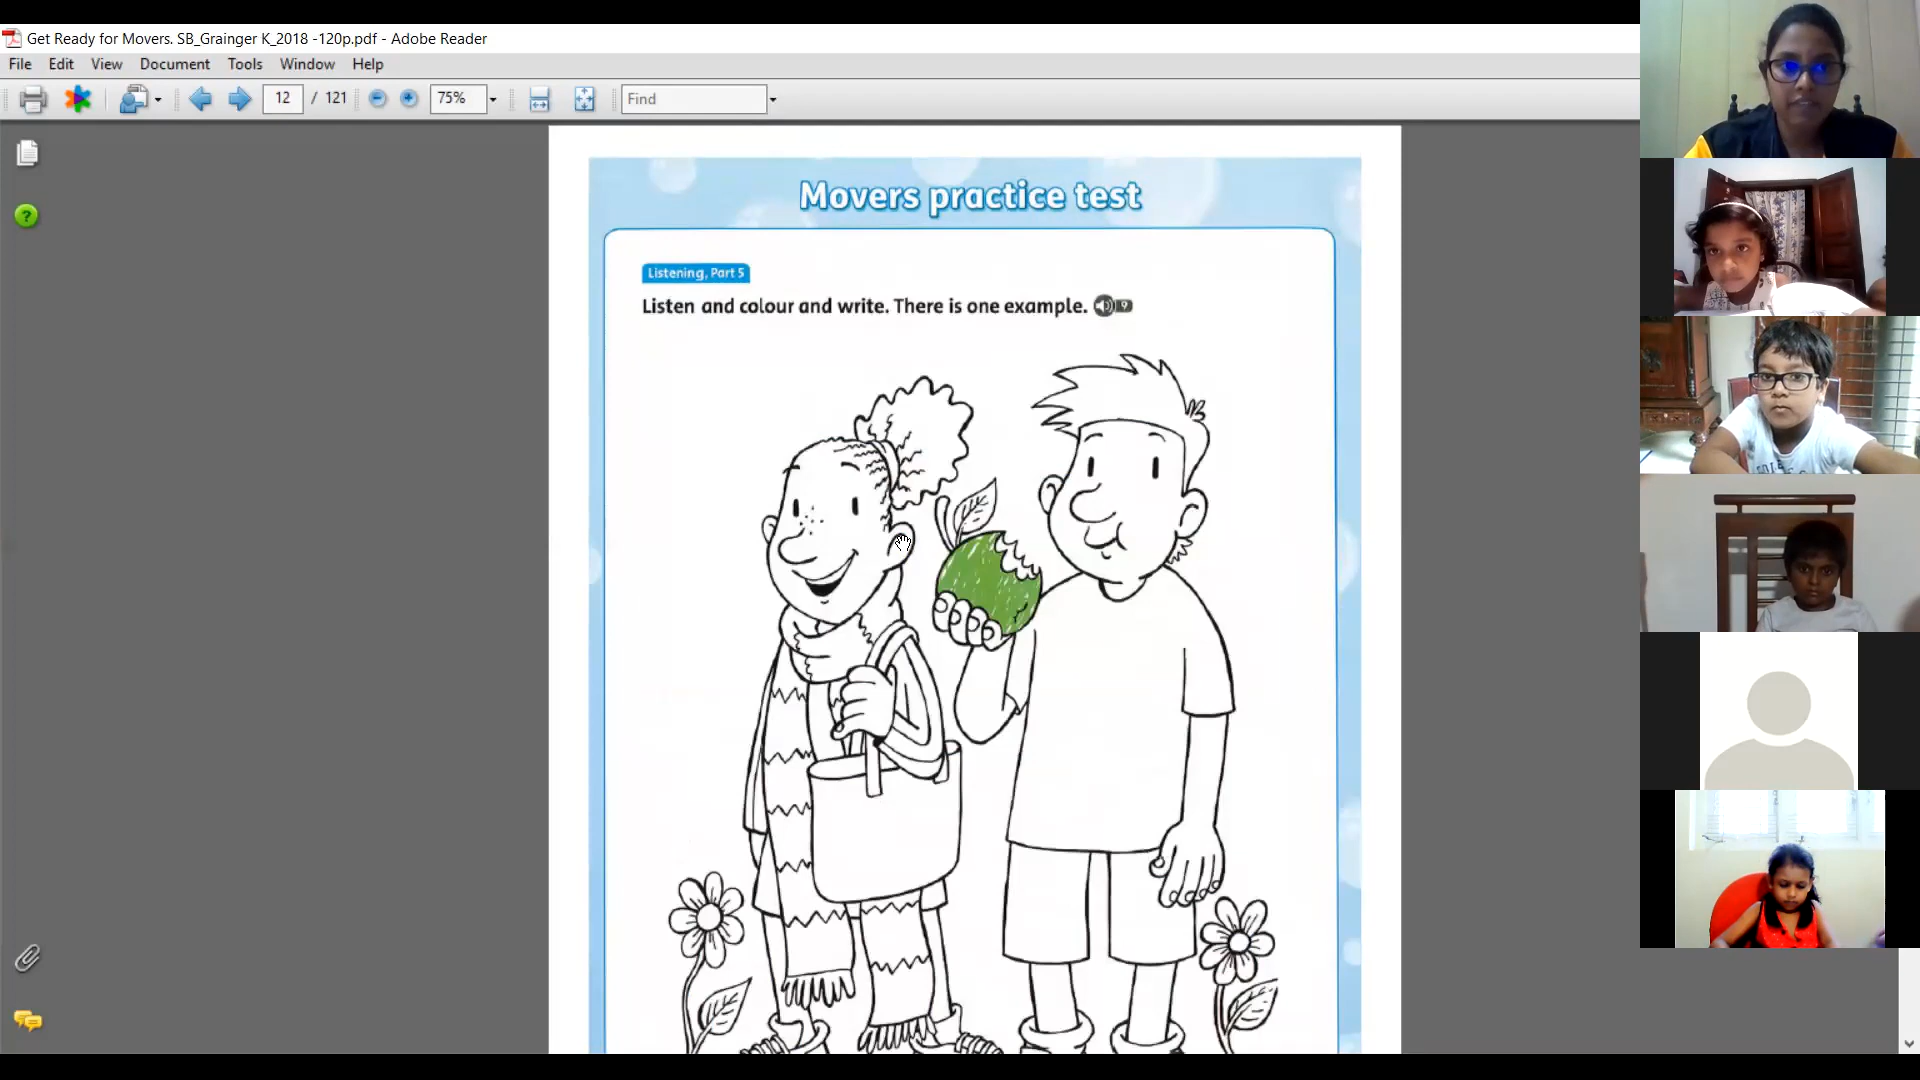 Get Ready for Movers. SB_Grainger K_2018 -120p.pdf - Adobe Reader
File Edit View Document Tools Window Help
12 / 121 75% Find
Movers practice test
Listening, Part 5
Listen and colour and write. There is one example. 9